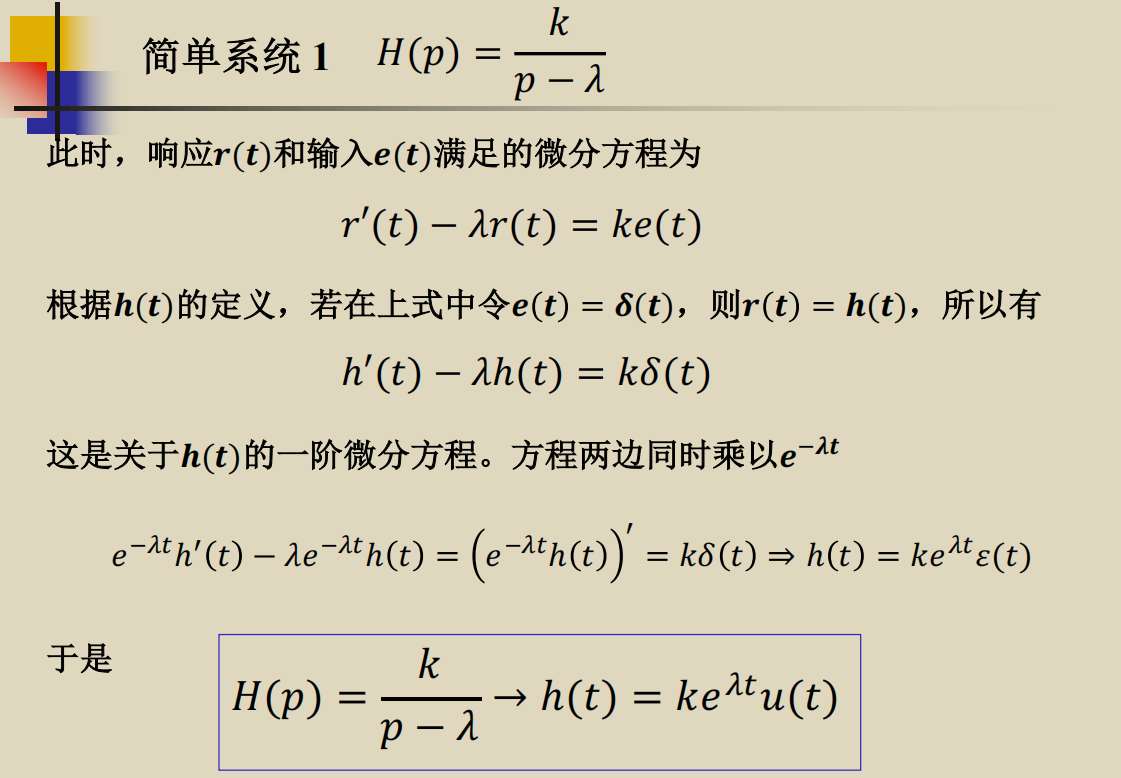 简单系统 1 H(p) = k/(p − λ)
此时，响应r(t)和输入e(t)满足的微分方程为
r′(t) − λr(t) = ke(t)
根据h(t)的定义，若在上式中令e(t) = δ(t)，则r(t) = h(t)，所以有
h′(t) − λh(t) = kδ(t)
这是关于h(t)的一阶微分方程。方程两边同时乘以e^{−λt}
e^{−λt}h′(t) − λe^{−λt}h(t) = (e^{−λt}h(t))′ = kδ(t) ⇒ h(t) = ke^{λt}ε(t)
于是 H(p) = k/(p − λ) → h(t) = ke^{λt}u(t)